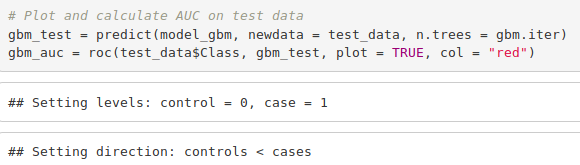 # Plot and calculate AUC on test data
gbm_test = predict(model_gbm, newdata = test_data, n.trees = gbm.iter)
gbm_auc = roc(test_data$Class, gbm_test, plot = TRUE, col = "red")
## Setting levels: control = 0, case = 1
## Setting direction: controls < cases